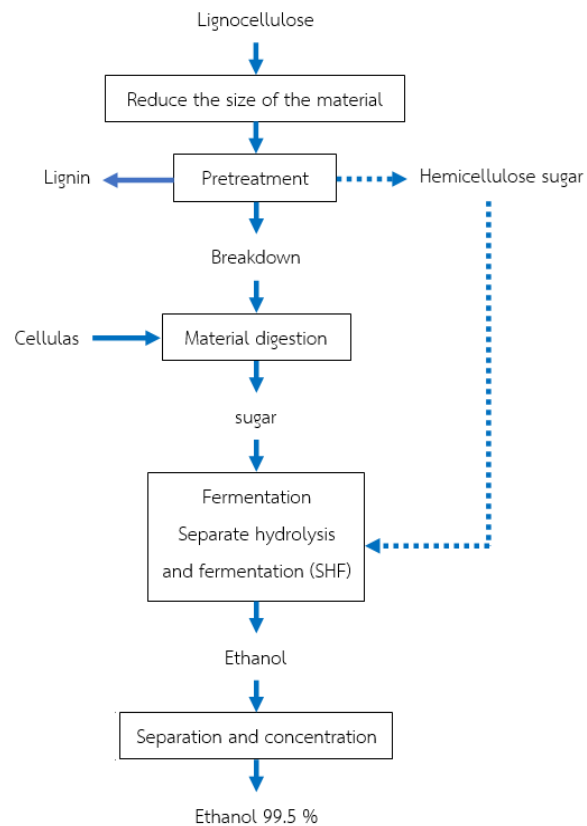 Lignocellulose
Reduce the size of the material
Lignin
Pretreatment
Hemicellulose sugar
Breakdown
Cellulas
Material digestion
sugar
Fermentation
Separate hydrolysis
and fermentation (SHF)
Ethanol
Separation and concentration
Ethanol 99.5 %